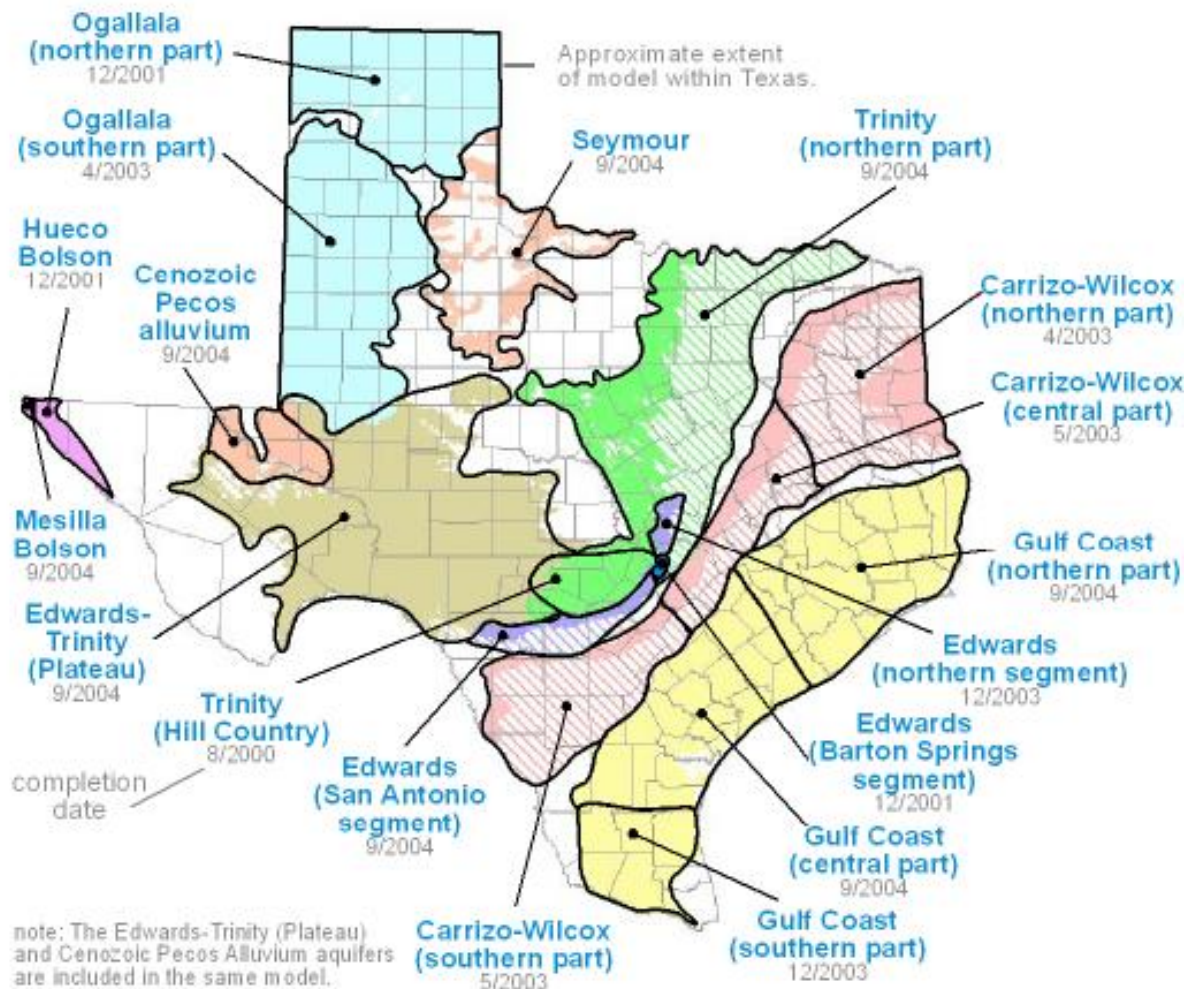 Ogallala
(northern part)
12/2001
Approximate extent
of model within Texas.
Ogallala
(southern part)
4/2003
Seymour
9/2004
Trinity
(northern part)
9/2004
Hueco
Bolson
12/2001
Cenozoic
Pecos
alluvium
9/2004
Carrizo-Wilcox
(northern part)
4/2003
Carrizo-Wilcox
(central part)
5/2003
Mesilla
Bolson
9/2004
Gulf Coast
(northern part)
9/2004
Edwards-
Trinity
(Plateau)
9/2004
Edwards
(northern segment)
12/2003
Trinity
(Hill Country)
8/2000
Edwards
(San Antonio
segment)
9/2004
Edwards
(Barton Springs
segment)
12/2001
completion
date
Gulf Coast
(central part)
9/2004
Carrizo-Wilcox
(southern part)
5/2003
Gulf Coast
(southern part)
12/2003
note: The Edwards-Trinity (Plateau)
and Cenozoic Pecos Alluvium aquifers
are included in the same model.